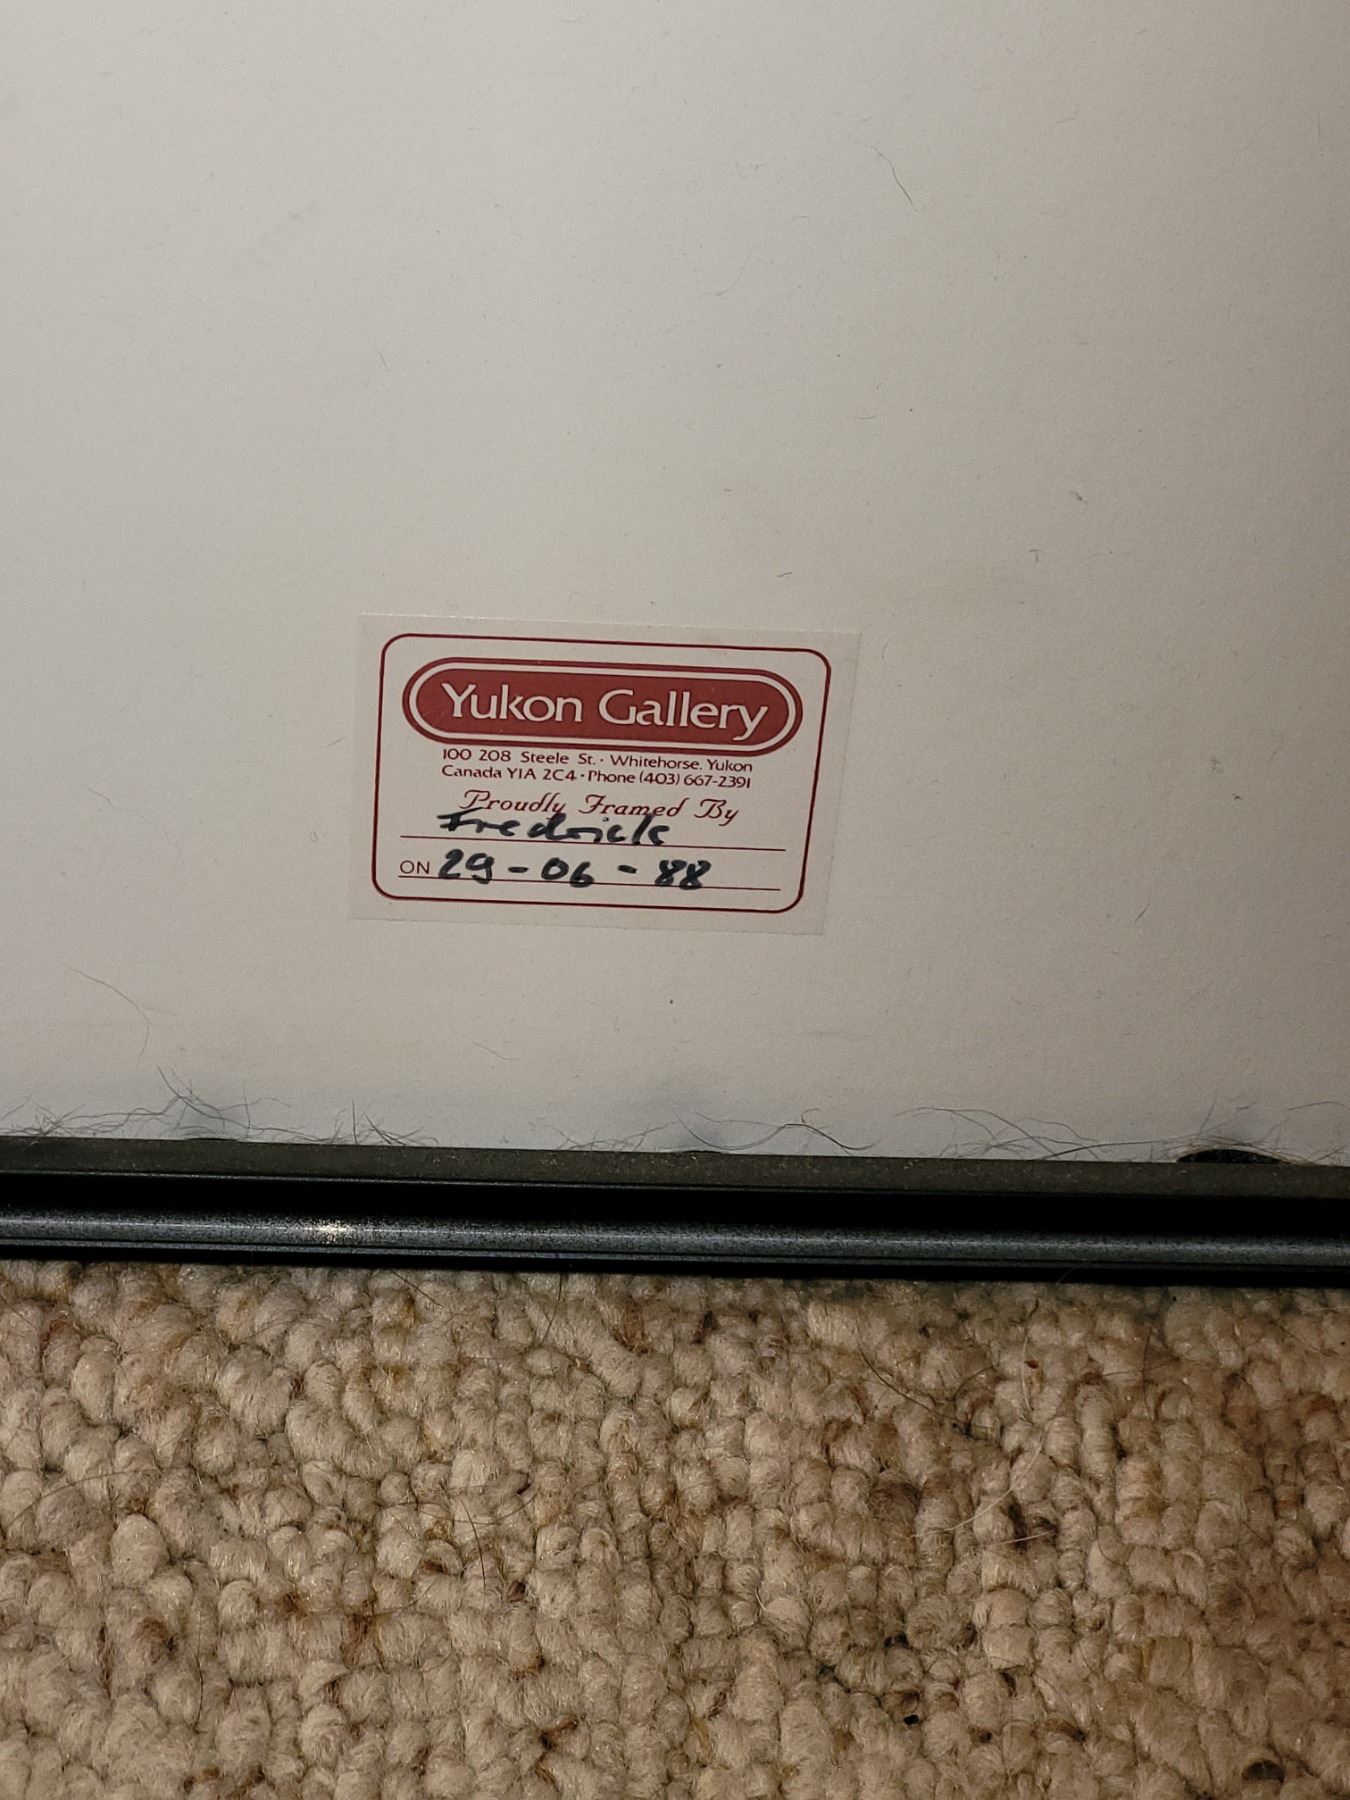 Yukon Gallery
100 208 Steele St. · Whitehorse, Yukon
Canada Y1A 2C4 · Phone (403) 667-2391
Proudly Framed By
Fredrick
ON 29-06-88